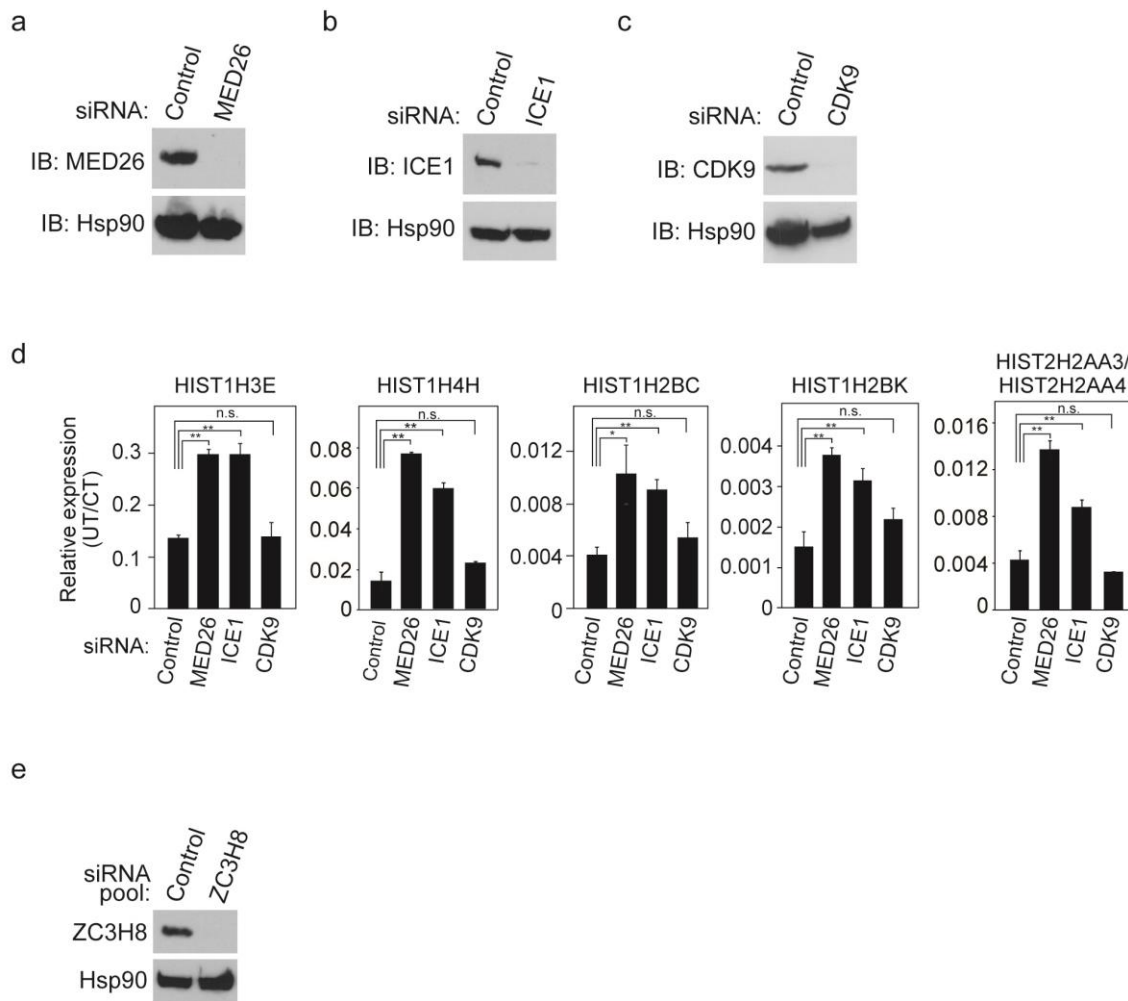 a
siRNA:
Control
MED26
IB: MED26
IB: Hsp90
b
siRNA:
Control
ICE1
IB: ICE1
IB: Hsp90
c
siRNA:
Control
CDK9
IB: CDK9
IB: Hsp90
d
Relative expression
(UT/CT)
HIST1H3E
n.s.
**
**
0.3
0.2
0.1
0
siRNA:
Control
MED26
ICE1
CDK9
HIST1H4H
n.s.
**
**
0.08
0.06
0.04
0.02
0
Control
MED26
ICE1
CDK9
HIST1H2BC
n.s.
**
*
0.012
0.008
0.004
0
Control
MED26
ICE1
CDK9
HIST1H2BK
n.s.
**
**
0.004
0.003
0.002
0.001
0
Control
MED26
ICE1
CDK9
HIST2H2AA3/
HIST2H2AA4
n.s.
**
**
0.016
0.012
0.008
0.004
0
Control
MED26
ICE1
CDK9
e
siRNA
pool:
Control
ZC3H8
ZC3H8
Hsp90